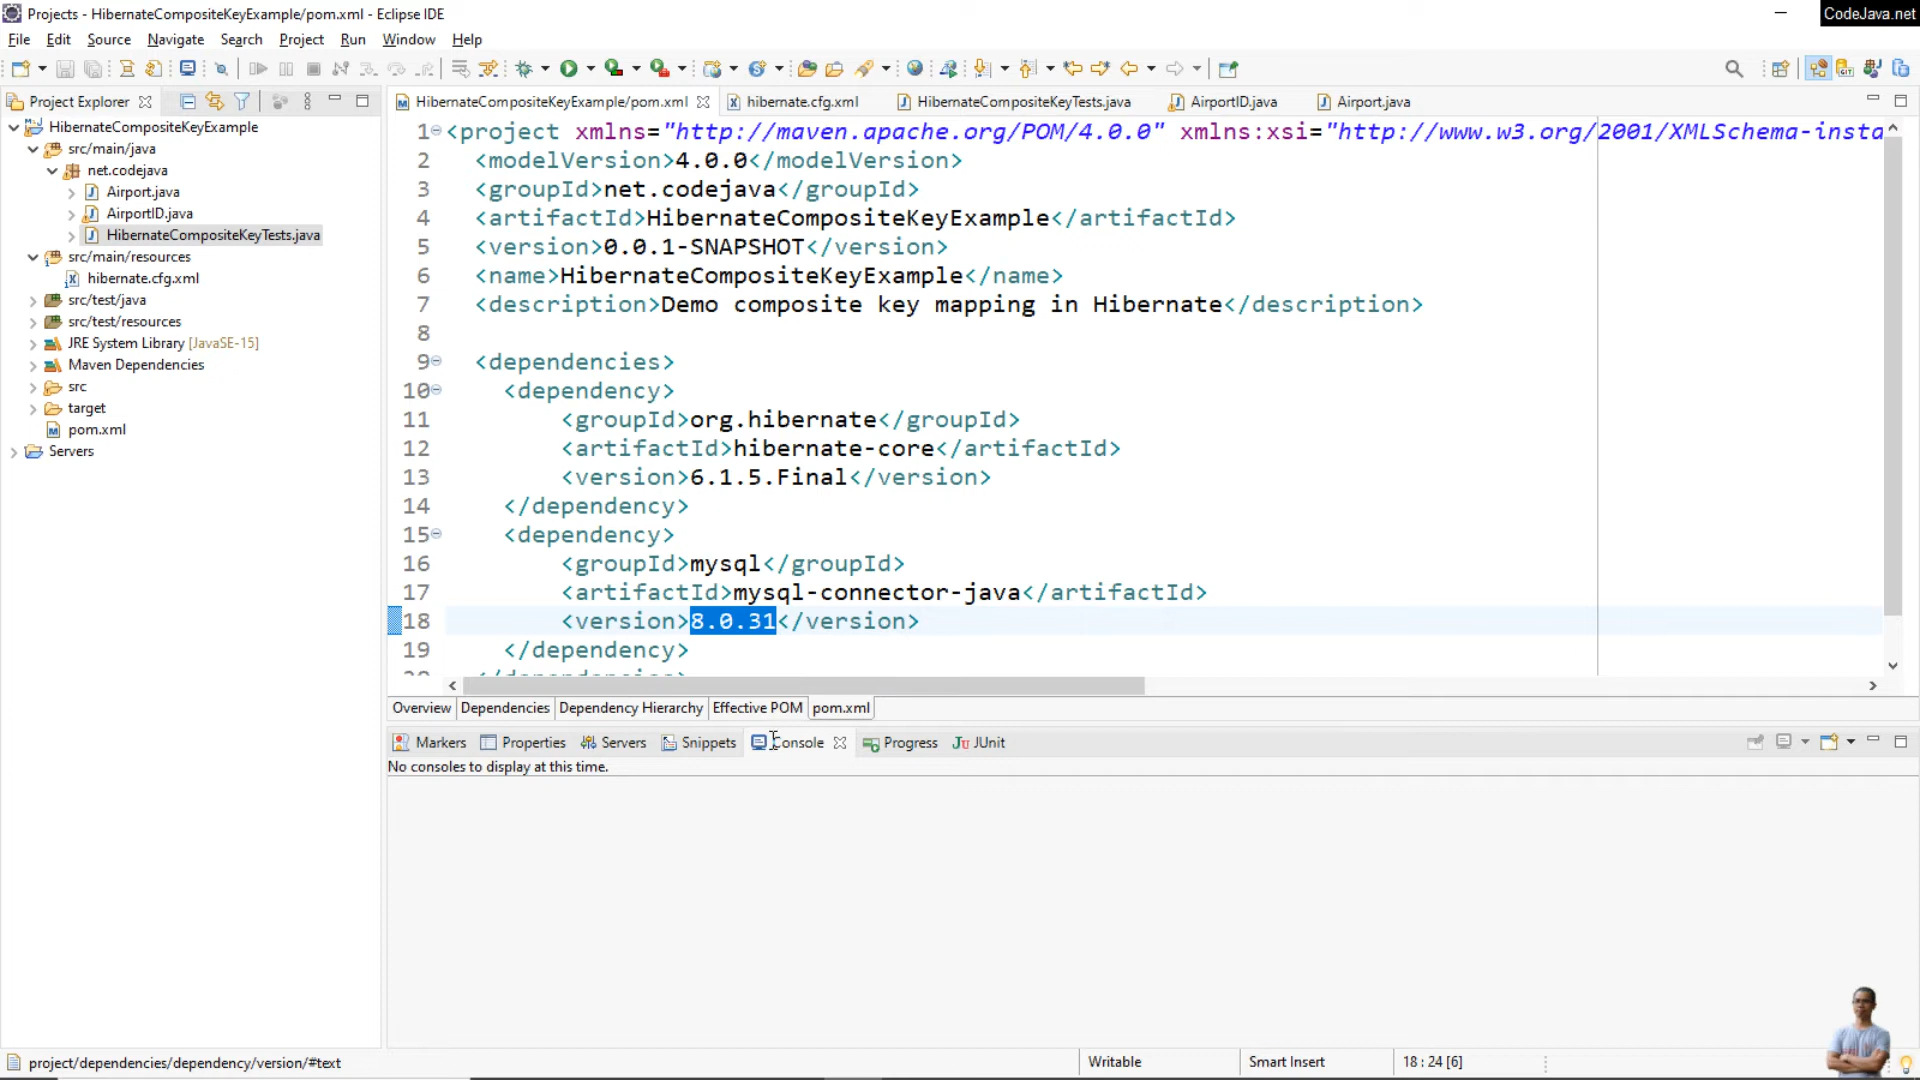 Projects - HibernateCompositeKeyExample/pom.xml - Eclipse IDE
CodeJava.net
File Edit Source Navigate Search Project Run Window Help
Project Explorer
HibernateCompositeKeyExample/pom.xml hibernate.cfg.xml HibernateCompositeKeyTests.java AirportID.java Airport.java
HibernateCompositeKeyExample
src/main/java
net.codejava
Airport.java
AirportID.java
HibernateCompositeKeyTests.java
src/main/resources
hibernate.cfg.xml
src/test/java
src/test/resources
JRE System Library [JavaSE-15]
Maven Dependencies
src
target
pom.xml
Servers
1 <project xmlns="http://maven.apache.org/POM/4.0.0" xmlns:xsi="http://www.w3.org/2001/XMLSchema-insta
2 <modelVersion>4.0.0</modelVersion>
3 <groupId>net.codejava</groupId>
4 <artifactId>HibernateCompositeKeyExample</artifactId>
5 <version>0.0.1-SNAPSHOT</version>
6 <name>HibernateCompositeKeyExample</name>
7 <description>Demo composite key mapping in Hibernate</description>
8
9 <dependencies>
10 <dependency>
11 <groupId>org.hibernate</groupId>
12 <artifactId>hibernate-core</artifactId>
13 <version>6.1.5.Final</version>
14 </dependency>
15 <dependency>
16 <groupId>mysql</groupId>
17 <artifactId>mysql-connector-java</artifactId>
18 <version>8.0.31</version>
19 </dependency>
Overview Dependencies Dependency Hierarchy Effective POM pom.xml
Markers Properties Servers Snippets Console Progress JUnit
No consoles to display at this time.
project/dependencies/dependency/version/#text
Writable
Smart Insert
18 : 24 [6]